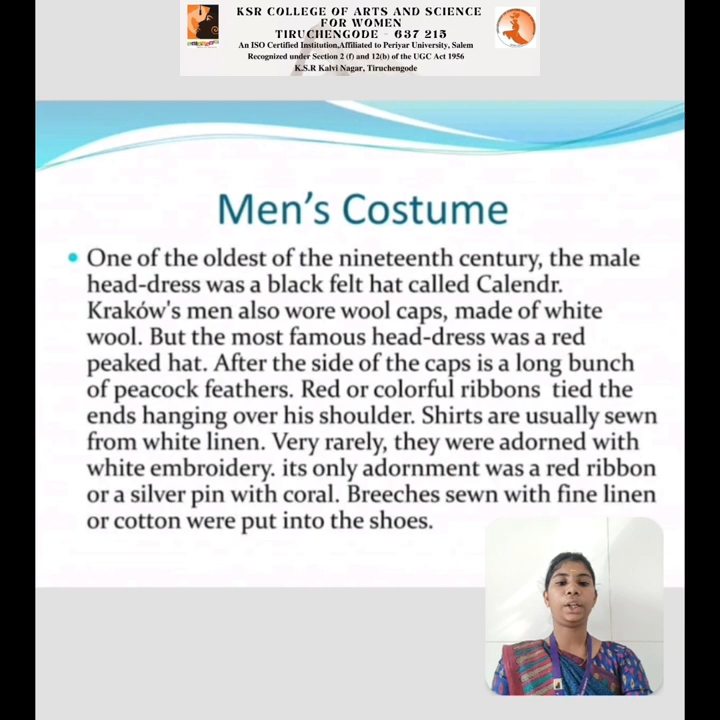 KSR COLLEGE OF ARTS AND SCIENCE
FOR WOMEN
TIRUCHENGODE - 637 215
An ISO Certified Institution,Affiliated to Periyar University, Salem
Recognized under Section 2 (f) and 12(b) of the UGC Act 1956
K.S.R Kalvi Nagar, Tiruchengode
Men's Costume
• One of the oldest of the nineteenth century, the male
head-dress was a black felt hat called Calendr.
Kraków's men also wore wool caps, made of white
wool. But the most famous head-dress was a red
peaked hat. After the side of the caps is a long bunch
of peacock feathers. Red or colorful ribbons tied the
ends hanging over his shoulder. Shirts are usually sewn
from white linen. Very rarely, they were adorned with
white embroidery. its only adornment was a red ribbon
or a silver pin with coral. Breeches sewn with fine linen
or cotton were put into the shoes.